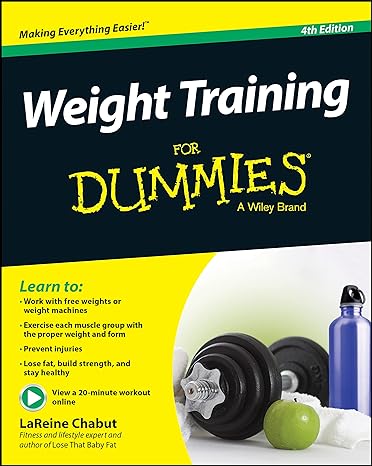 Making Everything Easier!™
4th Edition
Weight Training
FOR
DUMMIES®
A Wiley Brand
Learn to:
• Work with free weights or
weight machines
• Exercise each muscle group with
the proper weight and form
• Prevent injuries
• Lose fat, build strength, and
stay healthy
View a 20-minute workout
online
LaReine Chabut
Fitness and lifestyle expert and
author of Lose That Baby Fat